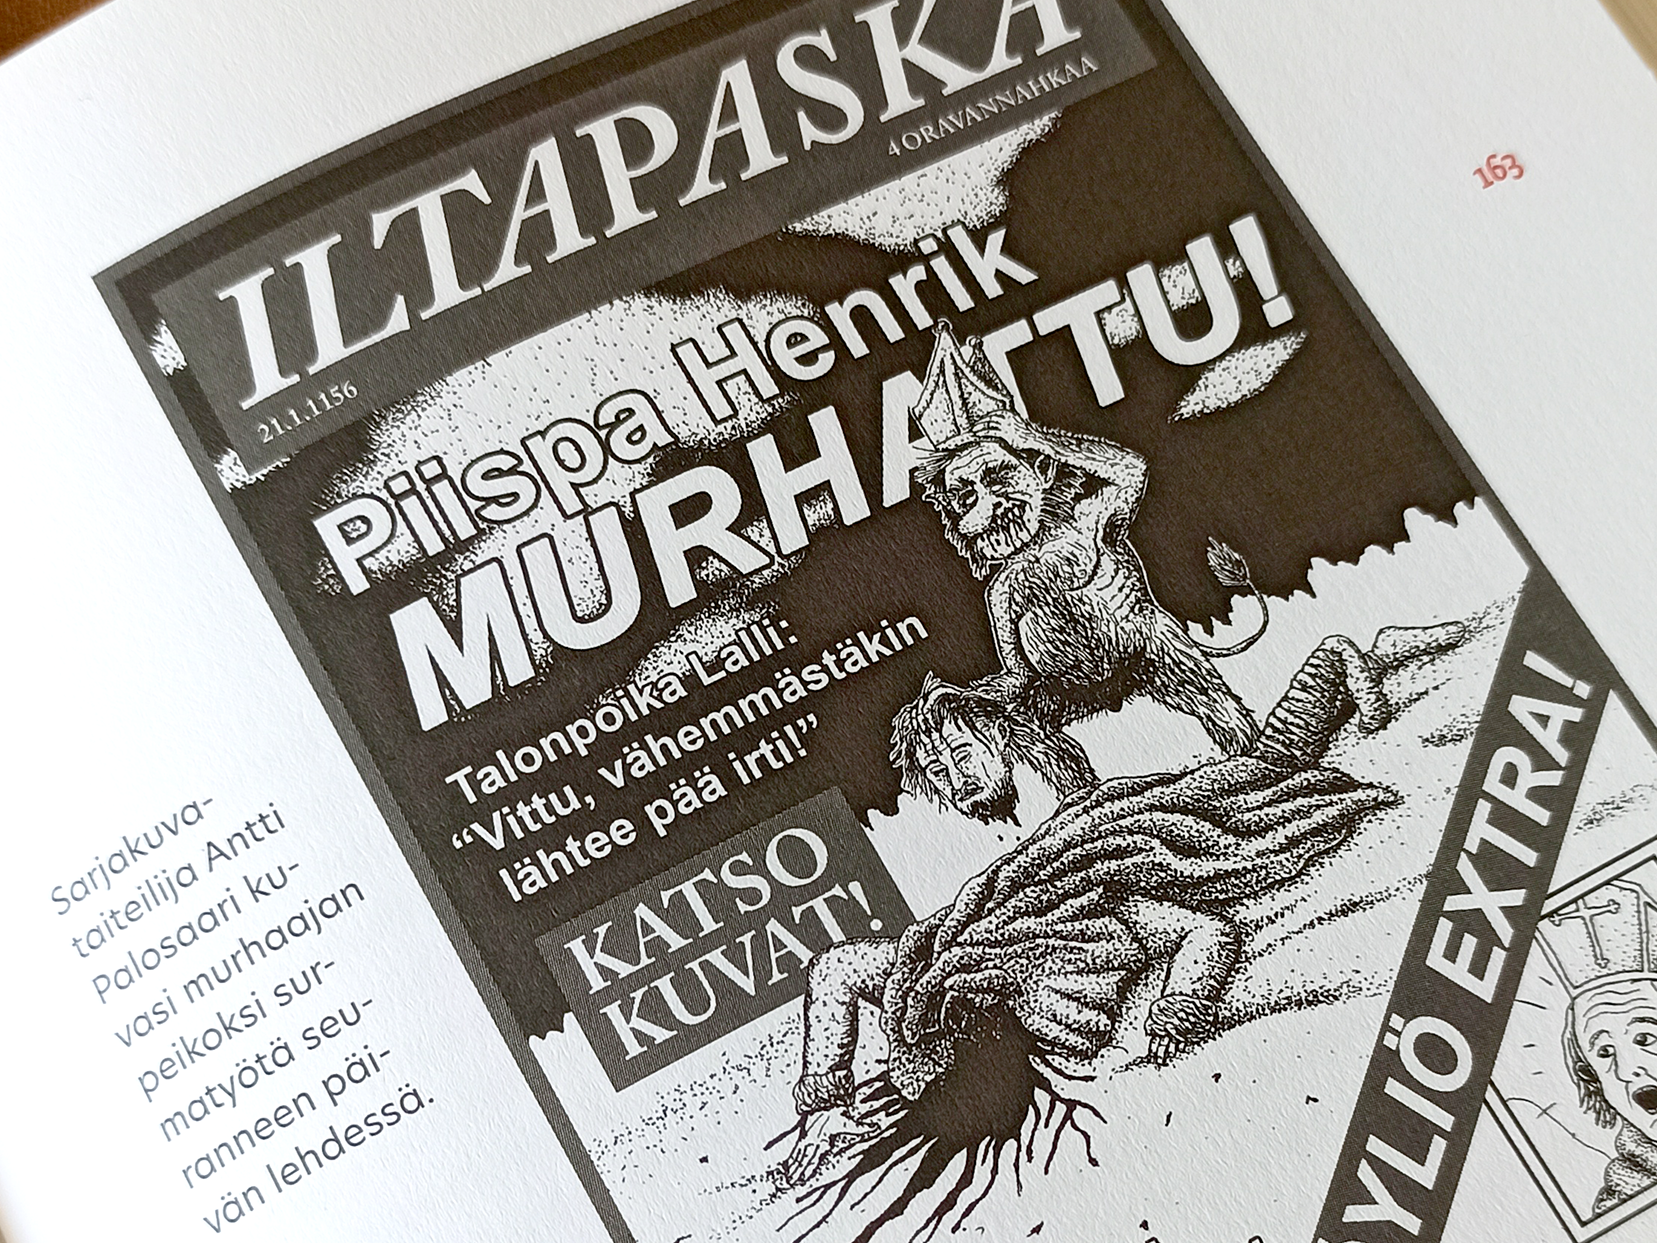 ILTAPASKA
21.1.1156
4 ORAVANNAHKAA
163
Piispa Henrik
MURHATTU!
Talonpoika Lalli:
“Vittu, vähemmästäkin
lähtee pää irti!”
KATSO
KUVAT!
KYLIÖ EXTRA!
Sarjakuva-
taiteilija Antti
Palosaari ku-
vasi murhaajan
peikoksi sur-
matyötä seu-
ranneen päi-
vän lehdessä.